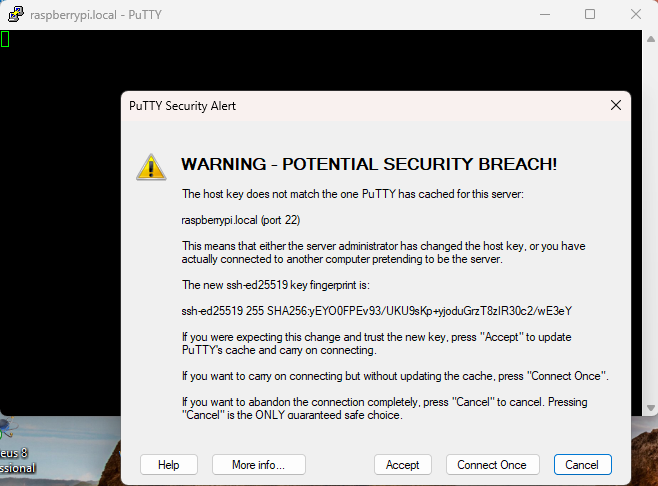 raspberrypi.local - PuTTY
PuTTY Security Alert
WARNING - POTENTIAL SECURITY BREACH!
The host key does not match the one PuTTY has cached for this server:
raspberrypi.local (port 22)
This means that either the server administrator has changed the host key, or you have
actually connected to another computer pretending to be the server.
The new ssh-ed25519 key fingerprint is:
ssh-ed25519 255 SHA256:yEYO0FPEv93/UKU9sKp+yjoduGrzT8zIR30c2/wE3eY
If you were expecting this change and trust the new key, press "Accept" to update
PuTTY's cache and carry on connecting.
If you want to carry on connecting but without updating the cache, press "Connect Once".
If you want to abandon the connection completely, press "Cancel" to cancel. Pressing
"Cancel" is the ONLY guaranteed safe choice.
eus 8
ssional
Help
More info...
Accept
Connect Once
Cancel